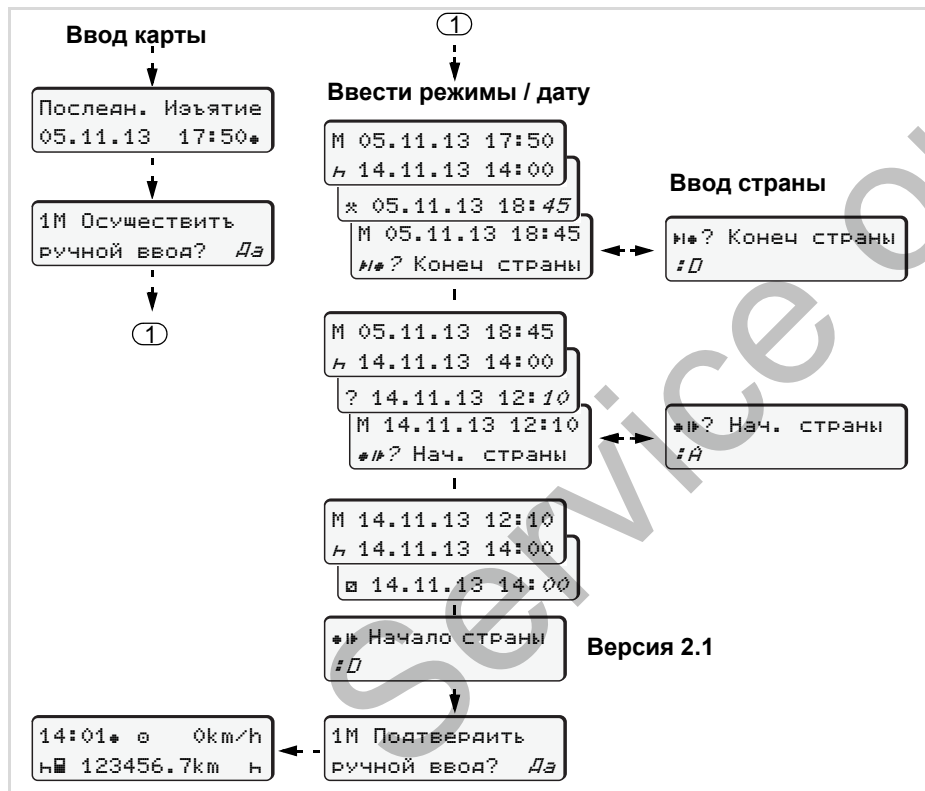 Ввод карты
Последн. Изъятие
05.11.13 17:50
1М Осуществить
ручной ввод? Да
1
1
Ввести режимы / дату
М 05.11.13 17:50
14.11.13 14:00
05.11.13 18:45
М 05.11.13 18:45
? Конец страны
Ввод страны
? Конец страны
:D
М 05.11.13 18:45
14.11.13 14:00
? 14.11.13 12:10
М 14.11.13 12:10
? Нач. страны
? Нач. страны
:A
М 14.11.13 12:10
14.11.13 14:00
14.11.13 14:00
Начало страны
:D
Версия 2.1
1М Подтвердить
ручной ввод? Да
14:01 0km/h
123456.7km
Service o